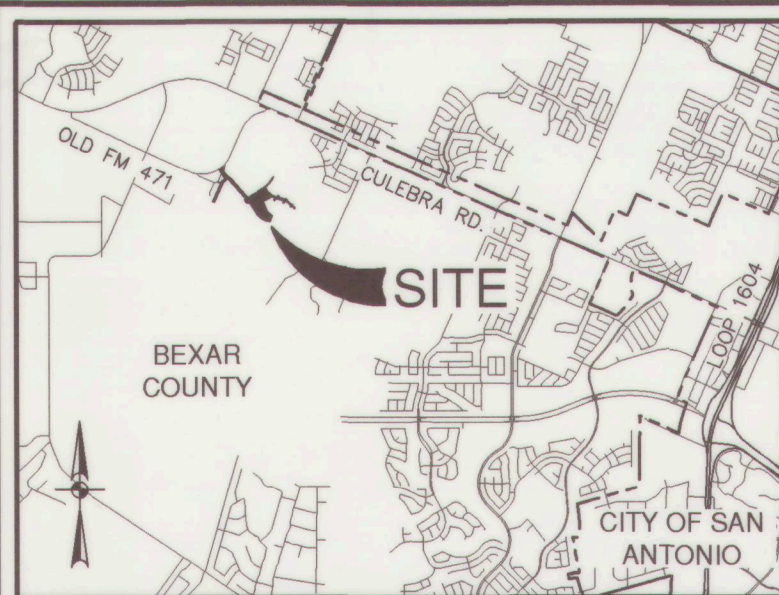 OLD FM 471
CULEBRA RD.
SITE
LOOP 1604
BEXAR
COUNTY
CITY OF SAN
ANTONIO